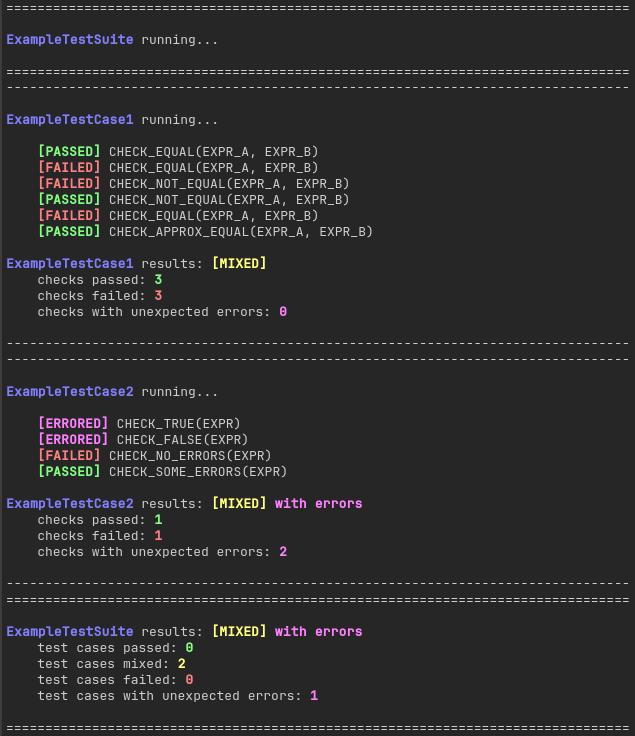 ================================================================================
ExampleTestSuite running...
================================================================================
--------------------------------------------------------------------------------
ExampleTestCase1 running...
[PASSED] CHECK_EQUAL(EXPR_A, EXPR_B)
[FAILED] CHECK_EQUAL(EXPR_A, EXPR_B)
[FAILED] CHECK_NOT_EQUAL(EXPR_A, EXPR_B)
[PASSED] CHECK_NOT_EQUAL(EXPR_A, EXPR_B)
[FAILED] CHECK_EQUAL(EXPR_A, EXPR_B)
[PASSED] CHECK_APPROX_EQUAL(EXPR_A, EXPR_B)
ExampleTestCase1 results: [MIXED]
checks passed: 3
checks failed: 3
checks with unexpected errors: 0
--------------------------------------------------------------------------------
--------------------------------------------------------------------------------
ExampleTestCase2 running...
[ERRORED] CHECK_TRUE(EXPR)
[ERRORED] CHECK_FALSE(EXPR)
[FAILED] CHECK_NO_ERRORS(EXPR)
[PASSED] CHECK_SOME_ERRORS(EXPR)
ExampleTestCase2 results: [MIXED] with errors
checks passed: 1
checks failed: 1
checks with unexpected errors: 2
--------------------------------------------------------------------------------
================================================================================
ExampleTestSuite results: [MIXED] with errors
test cases passed: 0
test cases mixed: 2
test cases failed: 0
test cases with unexpected errors: 1
================================================================================